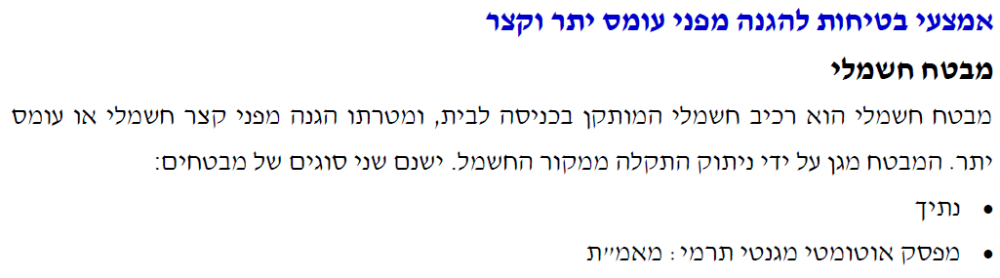 אמצעי בטיחות להגנה מפני עומס יתר וקצר
מבטח חשמלי
מבטח חשמלי הוא רכיב חשמלי המותקן בכניסה לבית, ומטרתו הגנה מפני קצר חשמלי או עומס
יתר. המבטח מגן על ידי ניתוק התקלה ממקור החשמל. ישנם שני סוגים של מבטחים:
• נתיך
• מפסק אוטומטי מגנטי תרמי: מאמ״ת